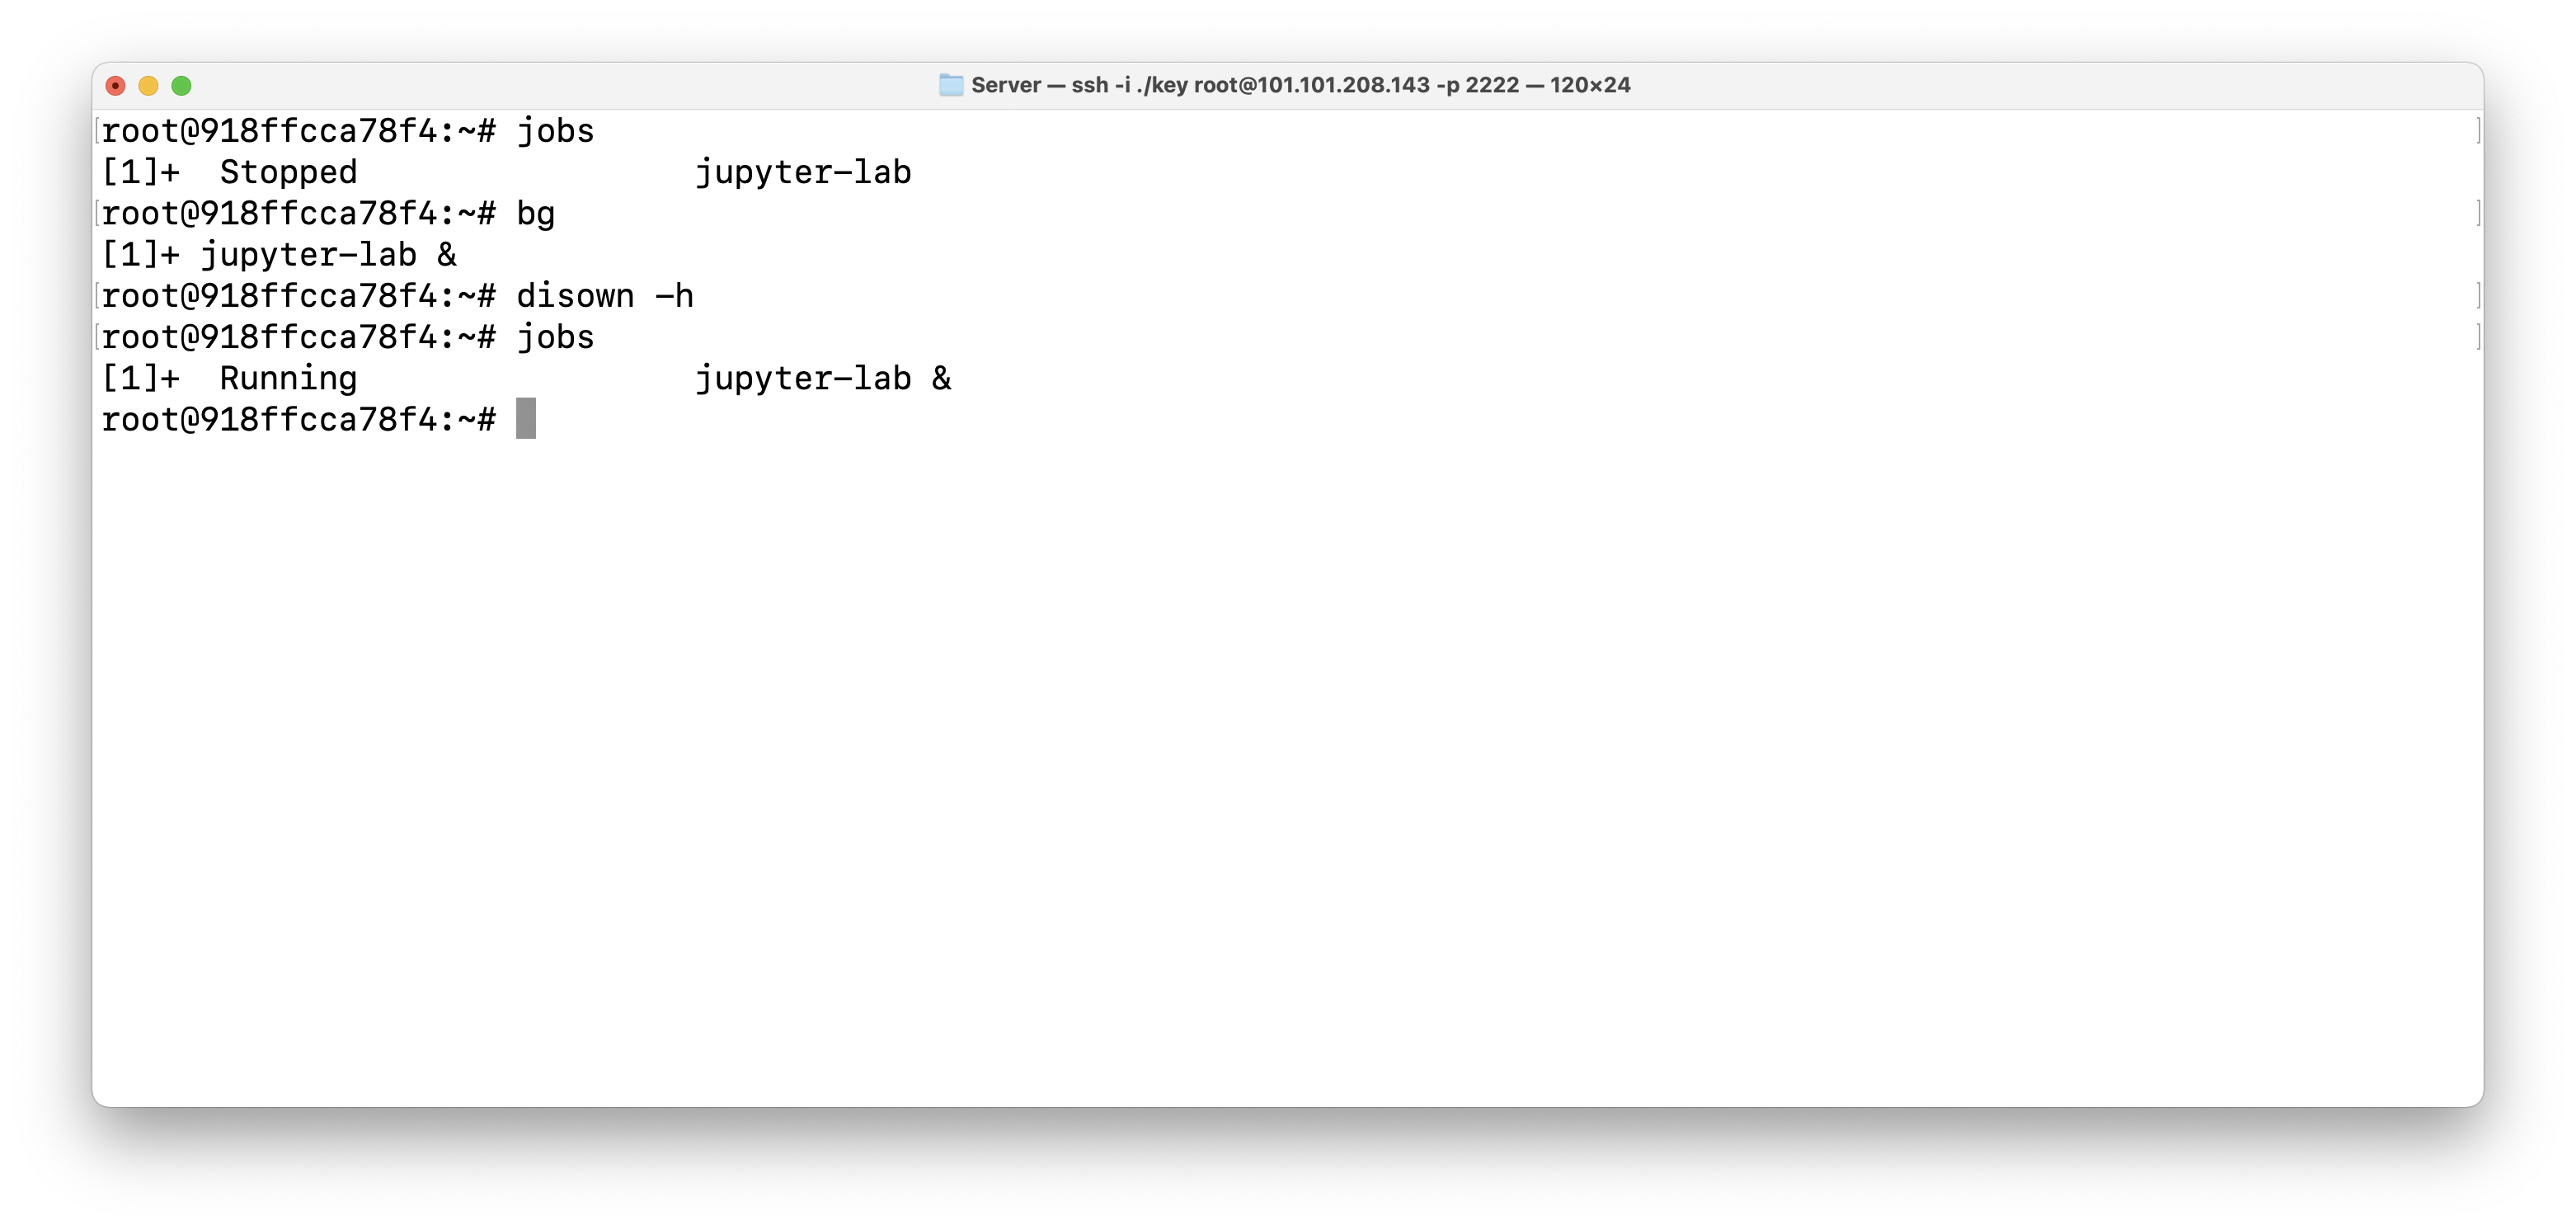 Server — ssh -i ./key root@101.101.208.143 -p 2222 — 120×24
[root@918ffcca78f4:~# jobs ]
[1]+  Stopped                 jupyter-lab
[root@918ffcca78f4:~# bg ]
[1]+ jupyter-lab &
[root@918ffcca78f4:~# disown -h ]
[root@918ffcca78f4:~# jobs ]
[1]+  Running                 jupyter-lab &
root@918ffcca78f4:~#